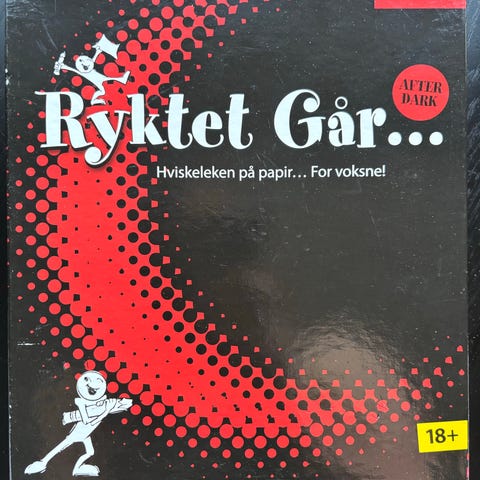 AFTER
DARK
Ryktet Går...
Hviskeleken på papir... For voksne!
18+